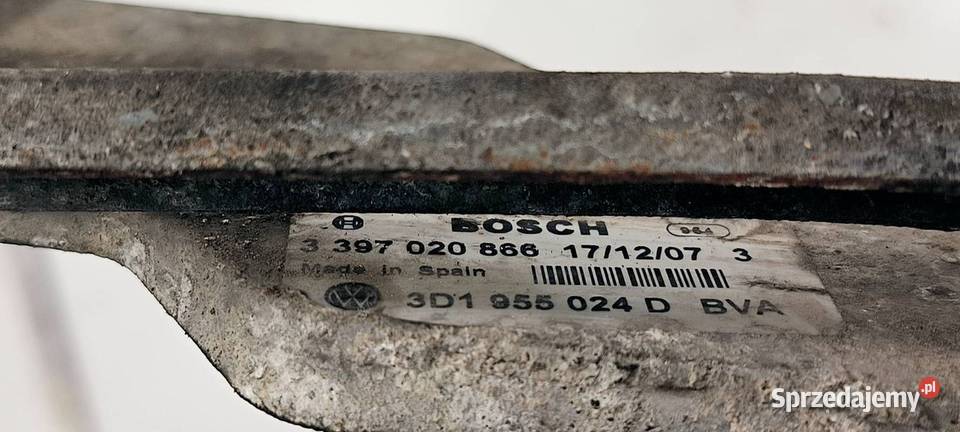 BOSCH
3 397 020 866 17/12/07 3
Made in Spain
3D1 955 024 D BVA
Sprzedajemy.pl